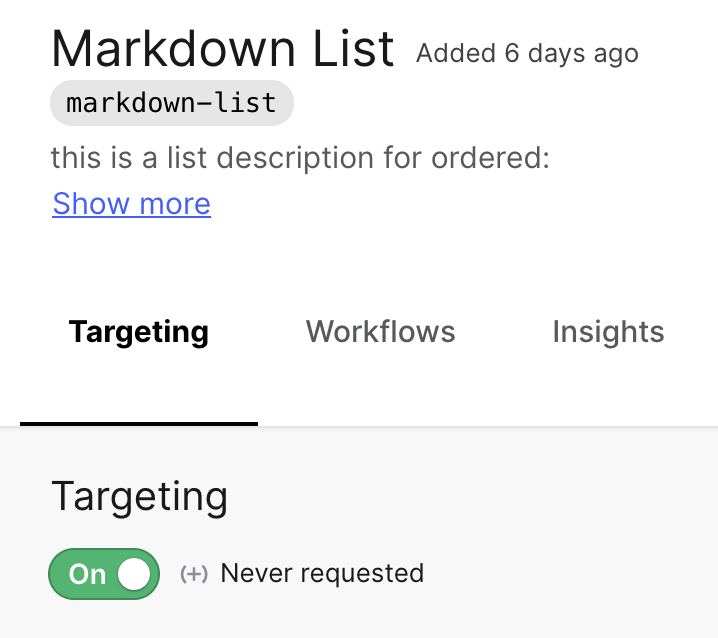 Markdown List Added 6 days ago
markdown-list
this is a list description for ordered:
Show more
Targeting Workflows Insights
Targeting
On (+) Never requested